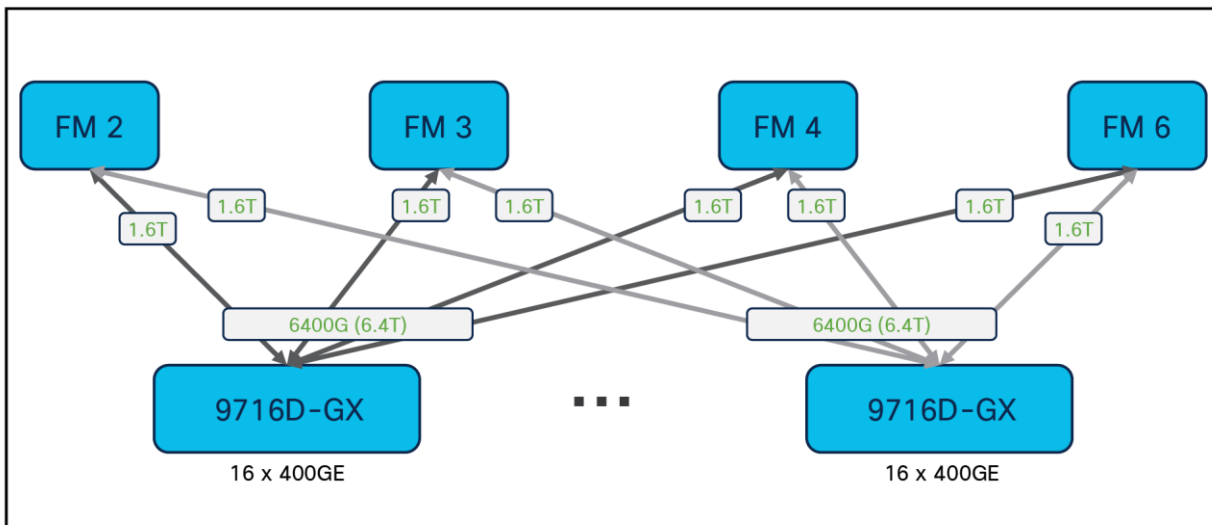 FM 2
FM 3
FM 4
FM 6
1.6T
1.6T
1.6T
1.6T
1.6T
1.6T
1.6T
1.6T
6400G (6.4T)
6400G (6.4T)
9716D-GX
...
9716D-GX
16 x 400GE
16 x 400GE